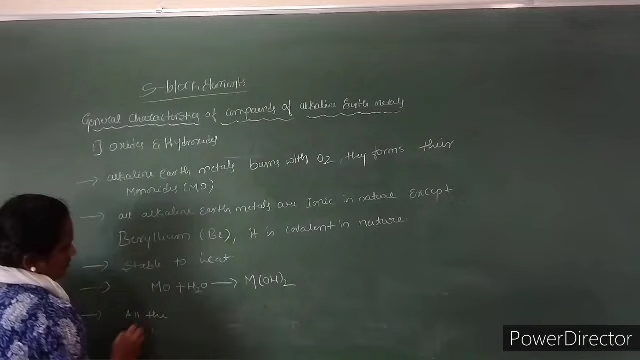 S-block Elements
General characteristics of compounds of alkaline Earth metals
1] oxides & Hydroxides
→ alkaline earth metals burns with O2, they forms their
Monoxides (MO)
→ all alkaline Earth metals are Ionic in nature Except
Beryllium (Be), it is covalent in nature
→ Stable to heat
→ MO + H2O → M(OH)2
→ All the
PowerDirector